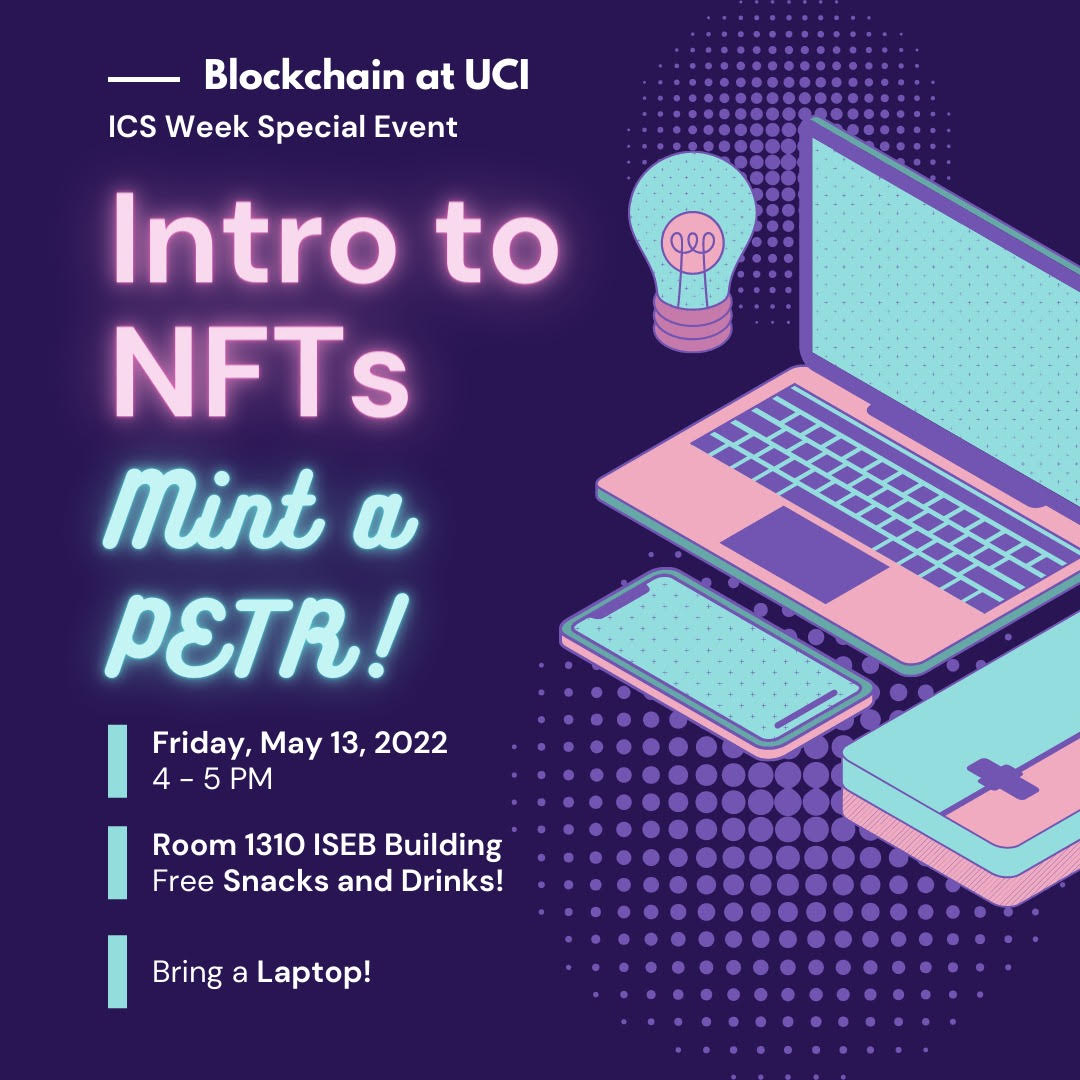 Blockchain at UCI
ICS Week Special Event
Intro to
NFTs
Mint a
PETR!
Friday, May 13, 2022
4 - 5 PM
Room 1310 ISEB Building
Free Snacks and Drinks!
Bring a Laptop!